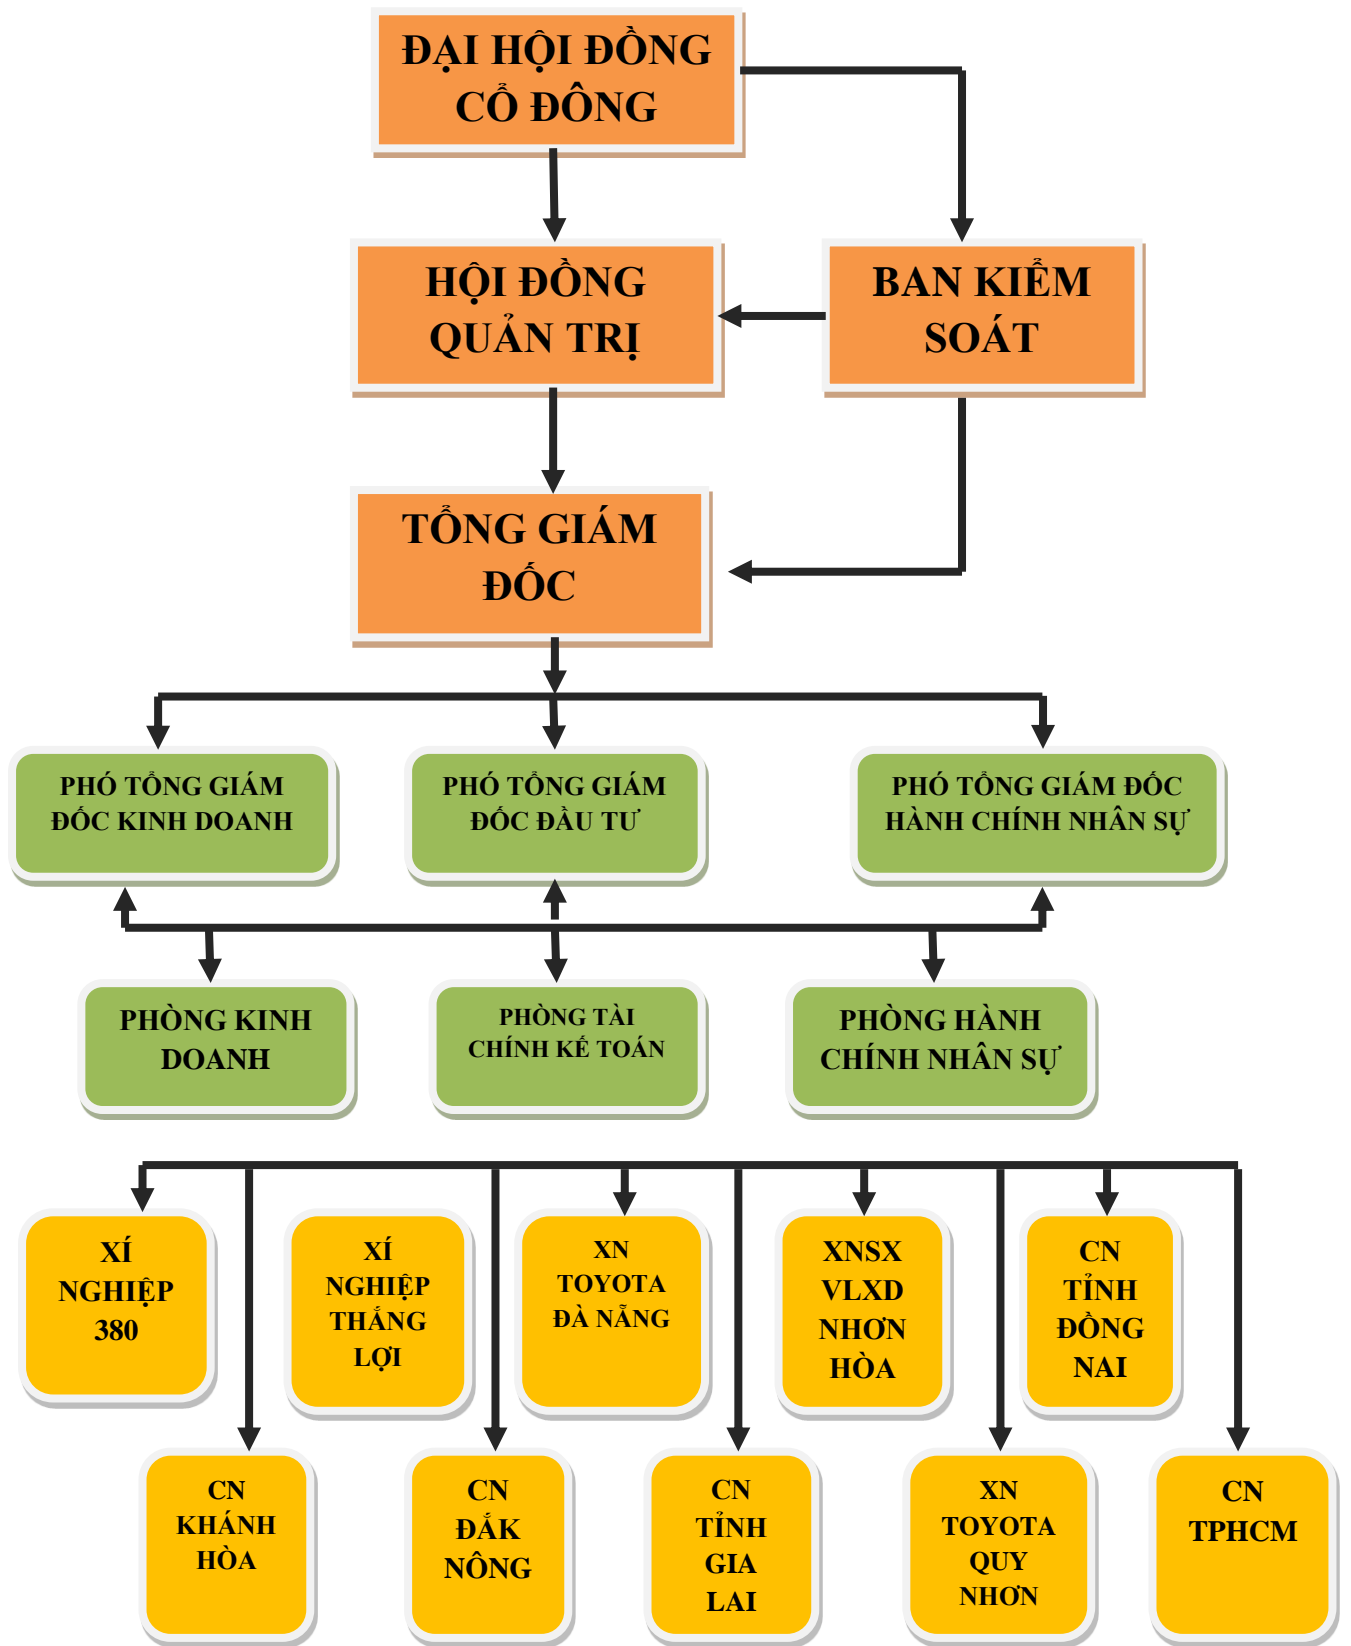 ĐẠI HỘI ĐỒNG
CỔ ĐÔNG
HỘI ĐỒNG
QUẢN TRỊ
BAN KIỂM
SOÁT
TỔNG GIÁM
ĐỐC
PHÓ TỔNG GIÁM
ĐỐC KINH DOANH
PHÓ TỔNG GIÁM
ĐỐC ĐẦU TƯ
PHÓ TỔNG GIÁM ĐỐC
HÀNH CHÍNH NHÂN SỰ
PHÒNG KINH
DOANH
PHÒNG TÀI
CHÍNH KẾ TOÁN
PHÒNG HÀNH
CHÍNH NHÂN SỰ
XÍ
NGHIỆP
380
XÍ
NGHIỆP
THẮNG
LỢI
XN
TOYOTA
ĐÀ NẴNG
XNSX
VLXD
NHƠN
HÒA
CN
TỈNH
ĐỒNG
NAI
CN
KHÁNH
HÒA
CN
ĐẮK
NÔNG
CN
TỈNH
GIA
LAI
XN
TOYOTA
QUY
NHƠN
CN
TPHCM